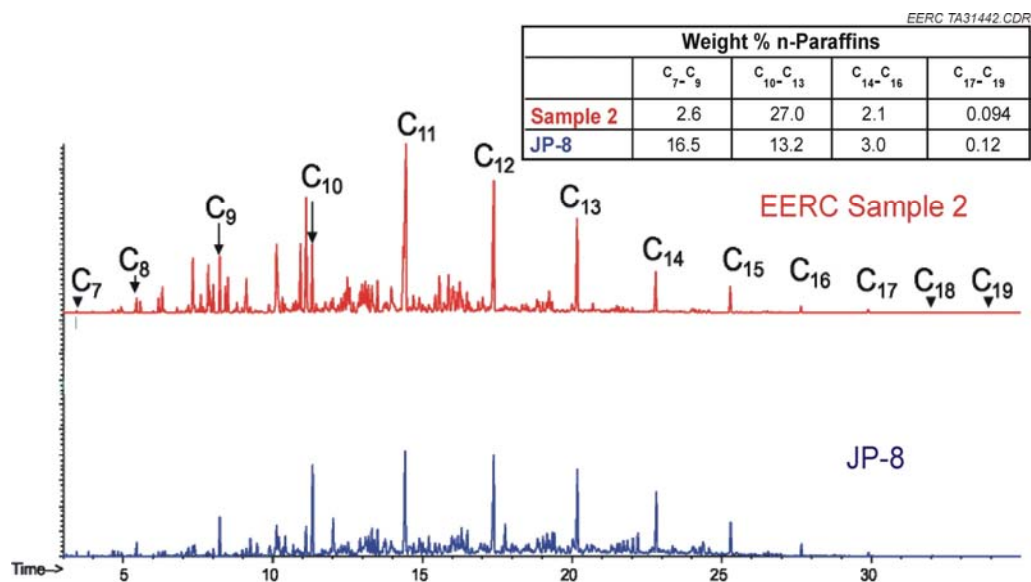 EERC TA31442.CDR
Weight % n-Paraffins
C7-C9 C10-C13 C14-C16 C17-C19
Sample 2 2.6 27.0 2.1 0.094
JP-8 16.5 13.2 3.0 0.12
EERC Sample 2
C7 C8 C9 C10 C11 C12 C13 C14 C15 C16 C17 C18 C19
JP-8
Time--> 5 10 15 20 25 30